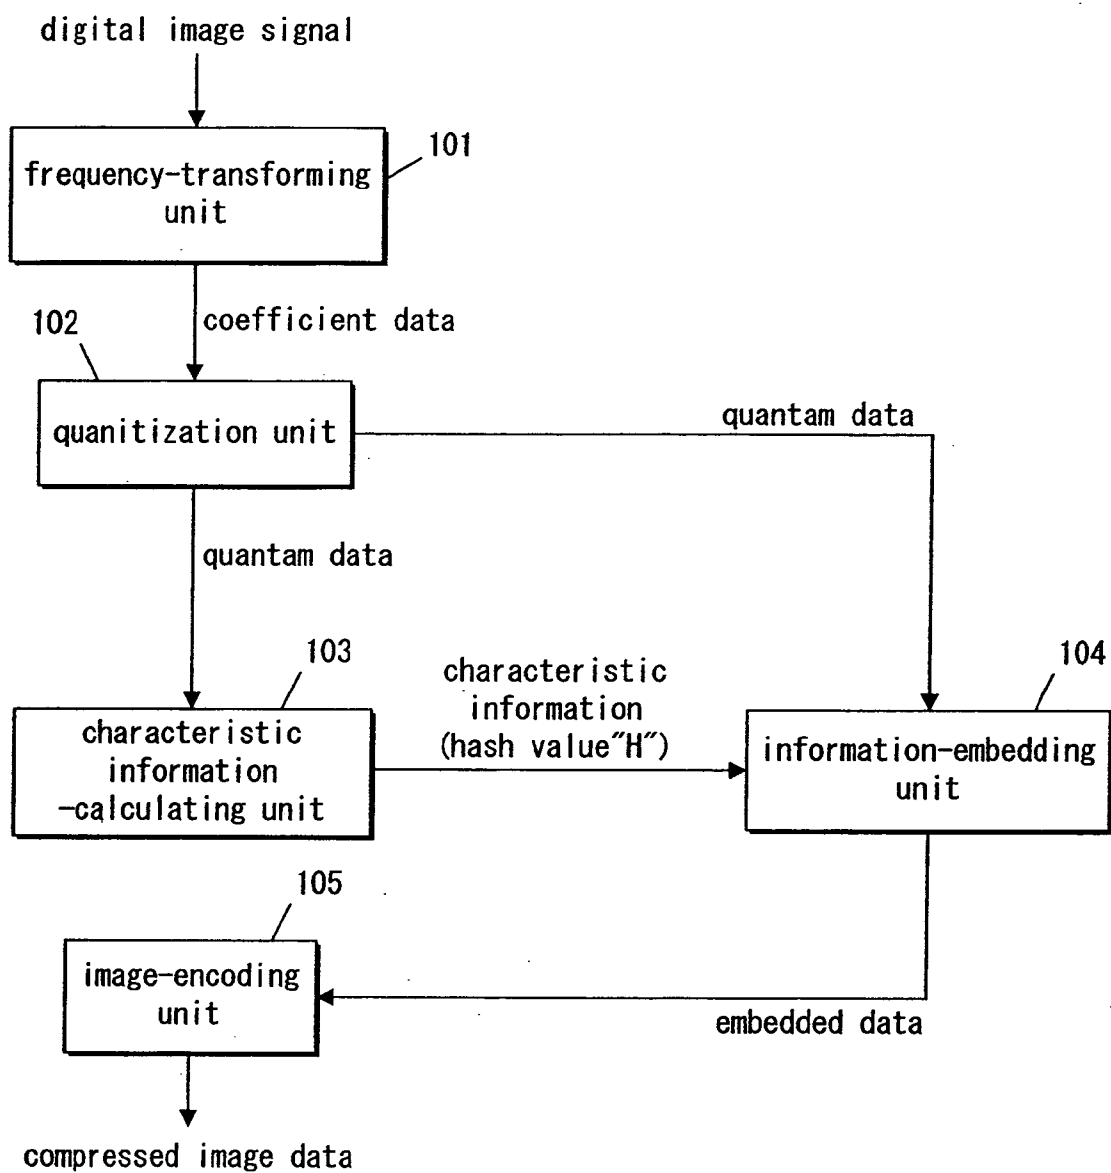 digital image signal
101
frequency-transforming
unit
102
coefficient data
quanitization unit
quantam data
quantam data
103
characteristic
information
-calculating unit
characteristic
information
(hash value"H")
104
information-embedding
unit
105
image-encoding
unit
embedded data
compressed image data